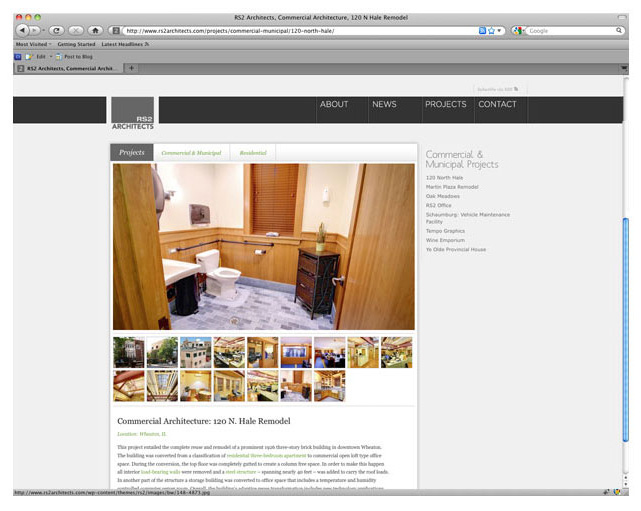 RS2 Architects, Commercial Architecture, 120 N Hale Remodel
http://www.rs2architects.com/projects/commercial-municipal/120-north-hale/
Google
Most Visited Getting Started Latest Headlines
Edit Post to Blog
RS2 Architects, Commercial Archit...
Subscribe via RSS
RS2
ARCHITECTS
ABOUT NEWS PROJECTS CONTACT
Projects Commercial & Municipal Residential
Commercial &
Municipal Projects
120 North Hale
Martin Plaza Remodel
Oak Meadows
RS2 Office
Schaumburg: Vehicle Maintenance
Facility
Tempo Graphics
Wine Emporium
Ye Olde Provincial House
Commercial Architecture: 120 N. Hale Remodel
Location: Wheaton, IL
This project entailed the complete reuse and remodel of a prominent 1926 three-story brick building in downtown Wheaton.
The building was converted from a classification of residential three-bedroom apartment to commercial open loft type office
space. During the conversion, the top floor was completely gutted to create a column free space. In order to make this happen
all interior load-bearing walls were removed and a steel structure – spanning nearly 40 feet – was added to carry the roof loads.
In another part of the structure a storage building was converted to office space that includes a temperature and humidity
http://www.rs2architects.com/wp-content/themes/rs2/images/bw/148-4873.jpg